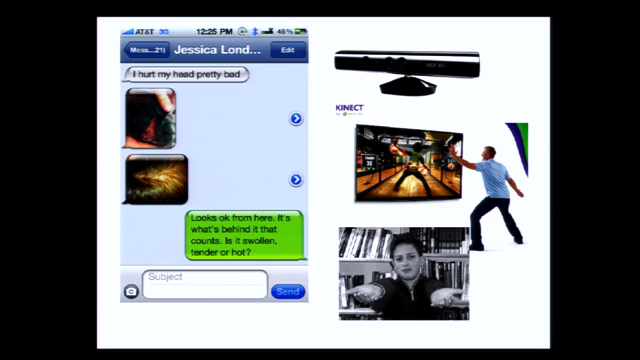 AT&T 3G 12:25 PM 46%
Mess...21) Jessica Lond... Edit
I hurt my head pretty bad
Looks ok from here. It's
what's behind it that
counts. Is it swollen,
tender or hot?
Subject
Send
KINECT